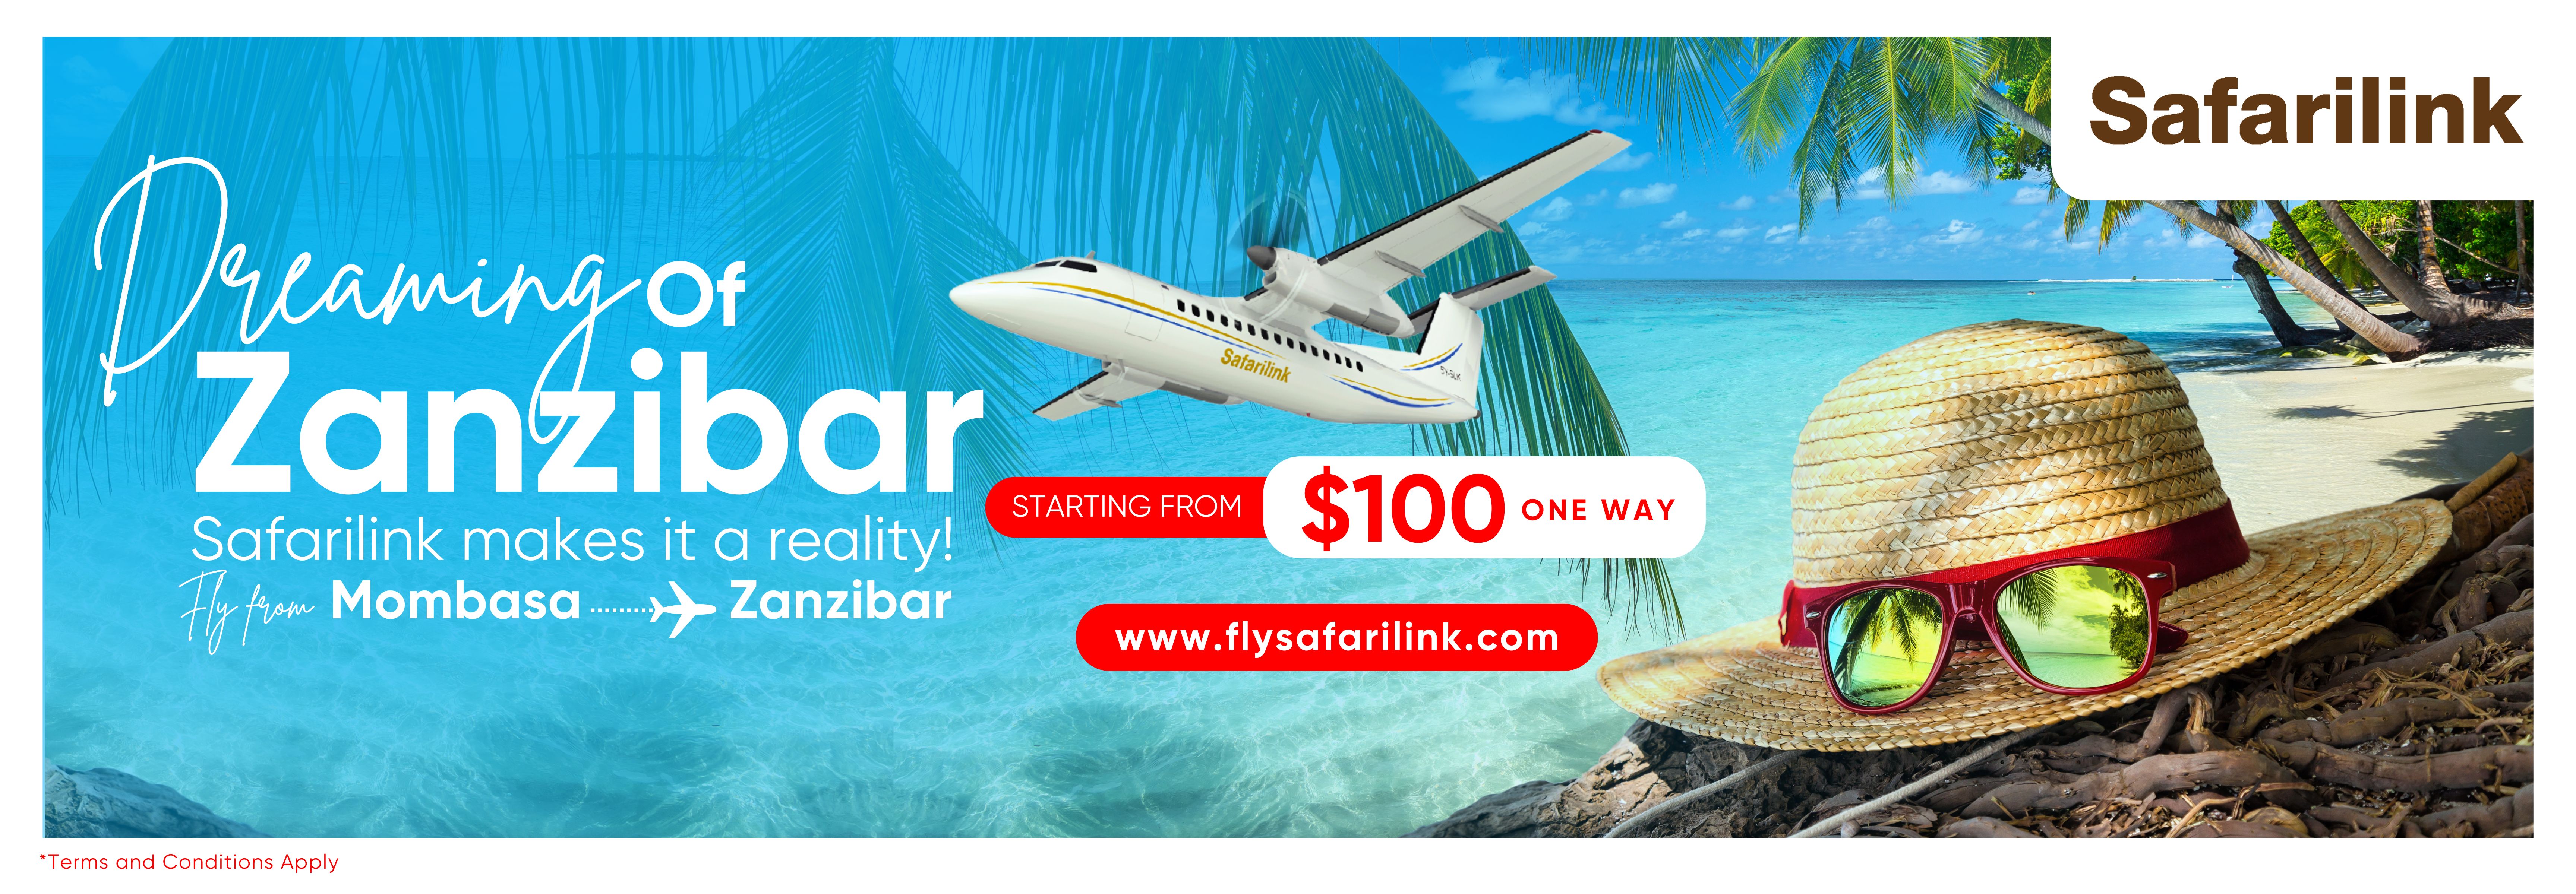 Safarilink
Dreaming Of
Zanzibar
Safarilink makes it a reality!
Fly from Mombasa Zanzibar
Safarilink
STARTING FROM $100 ONE WAY
www.flysafarilink.com
*Terms and Conditions Apply